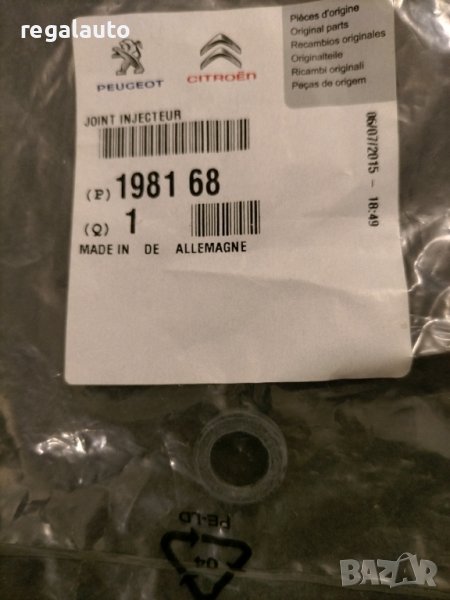 regalauto
PEUGEOT
CITROËN
Pièces d'origine
Original parts
Recambios originales
Originalteile
Ricambi originali
Peças de origem
JOINT INJECTEUR
(P) 1981 68
(Q) 1
MADE IN DE ALLEMAGNE
06/07/2015 - 18:49
PE-LD
04
BAZAR